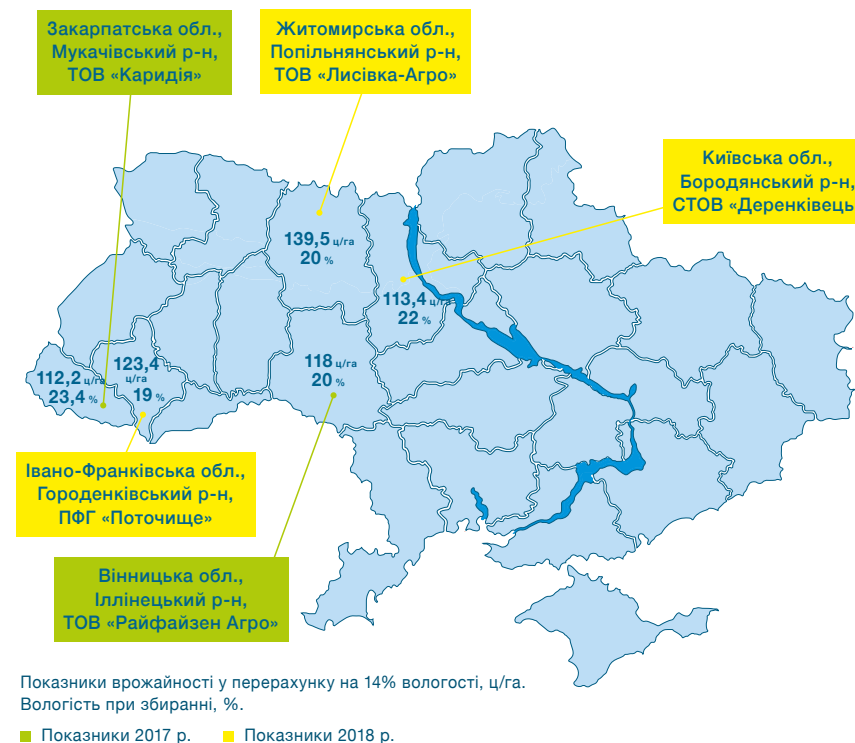 Закарпатська обл.,
Мукачівський р-н,
ТОВ «Каридія»
Житомирська обл.,
Попільнянський р-н,
ТОВ «Лисівка-Агро»
Київська обл.,
Бородянський р-н,
СТОВ «Деренківець
139,5 ц/га
20 %
113,4 ц/га
22 %
118 ц/га
20 %
123,4
ц/га
19 %
112,2 ц/га
23,4 %
Івано-Франківська обл.,
Городенківський р-н,
ПФГ «Поточище»
Вінницька обл.,
Іллінецький р-н,
ТОВ «Райфайзен Агро»
Показники врожайності у перерахунку на 14% вологості, ц/га.
Вологість при збиранні, %.
Показники 2017 р. Показники 2018 р.